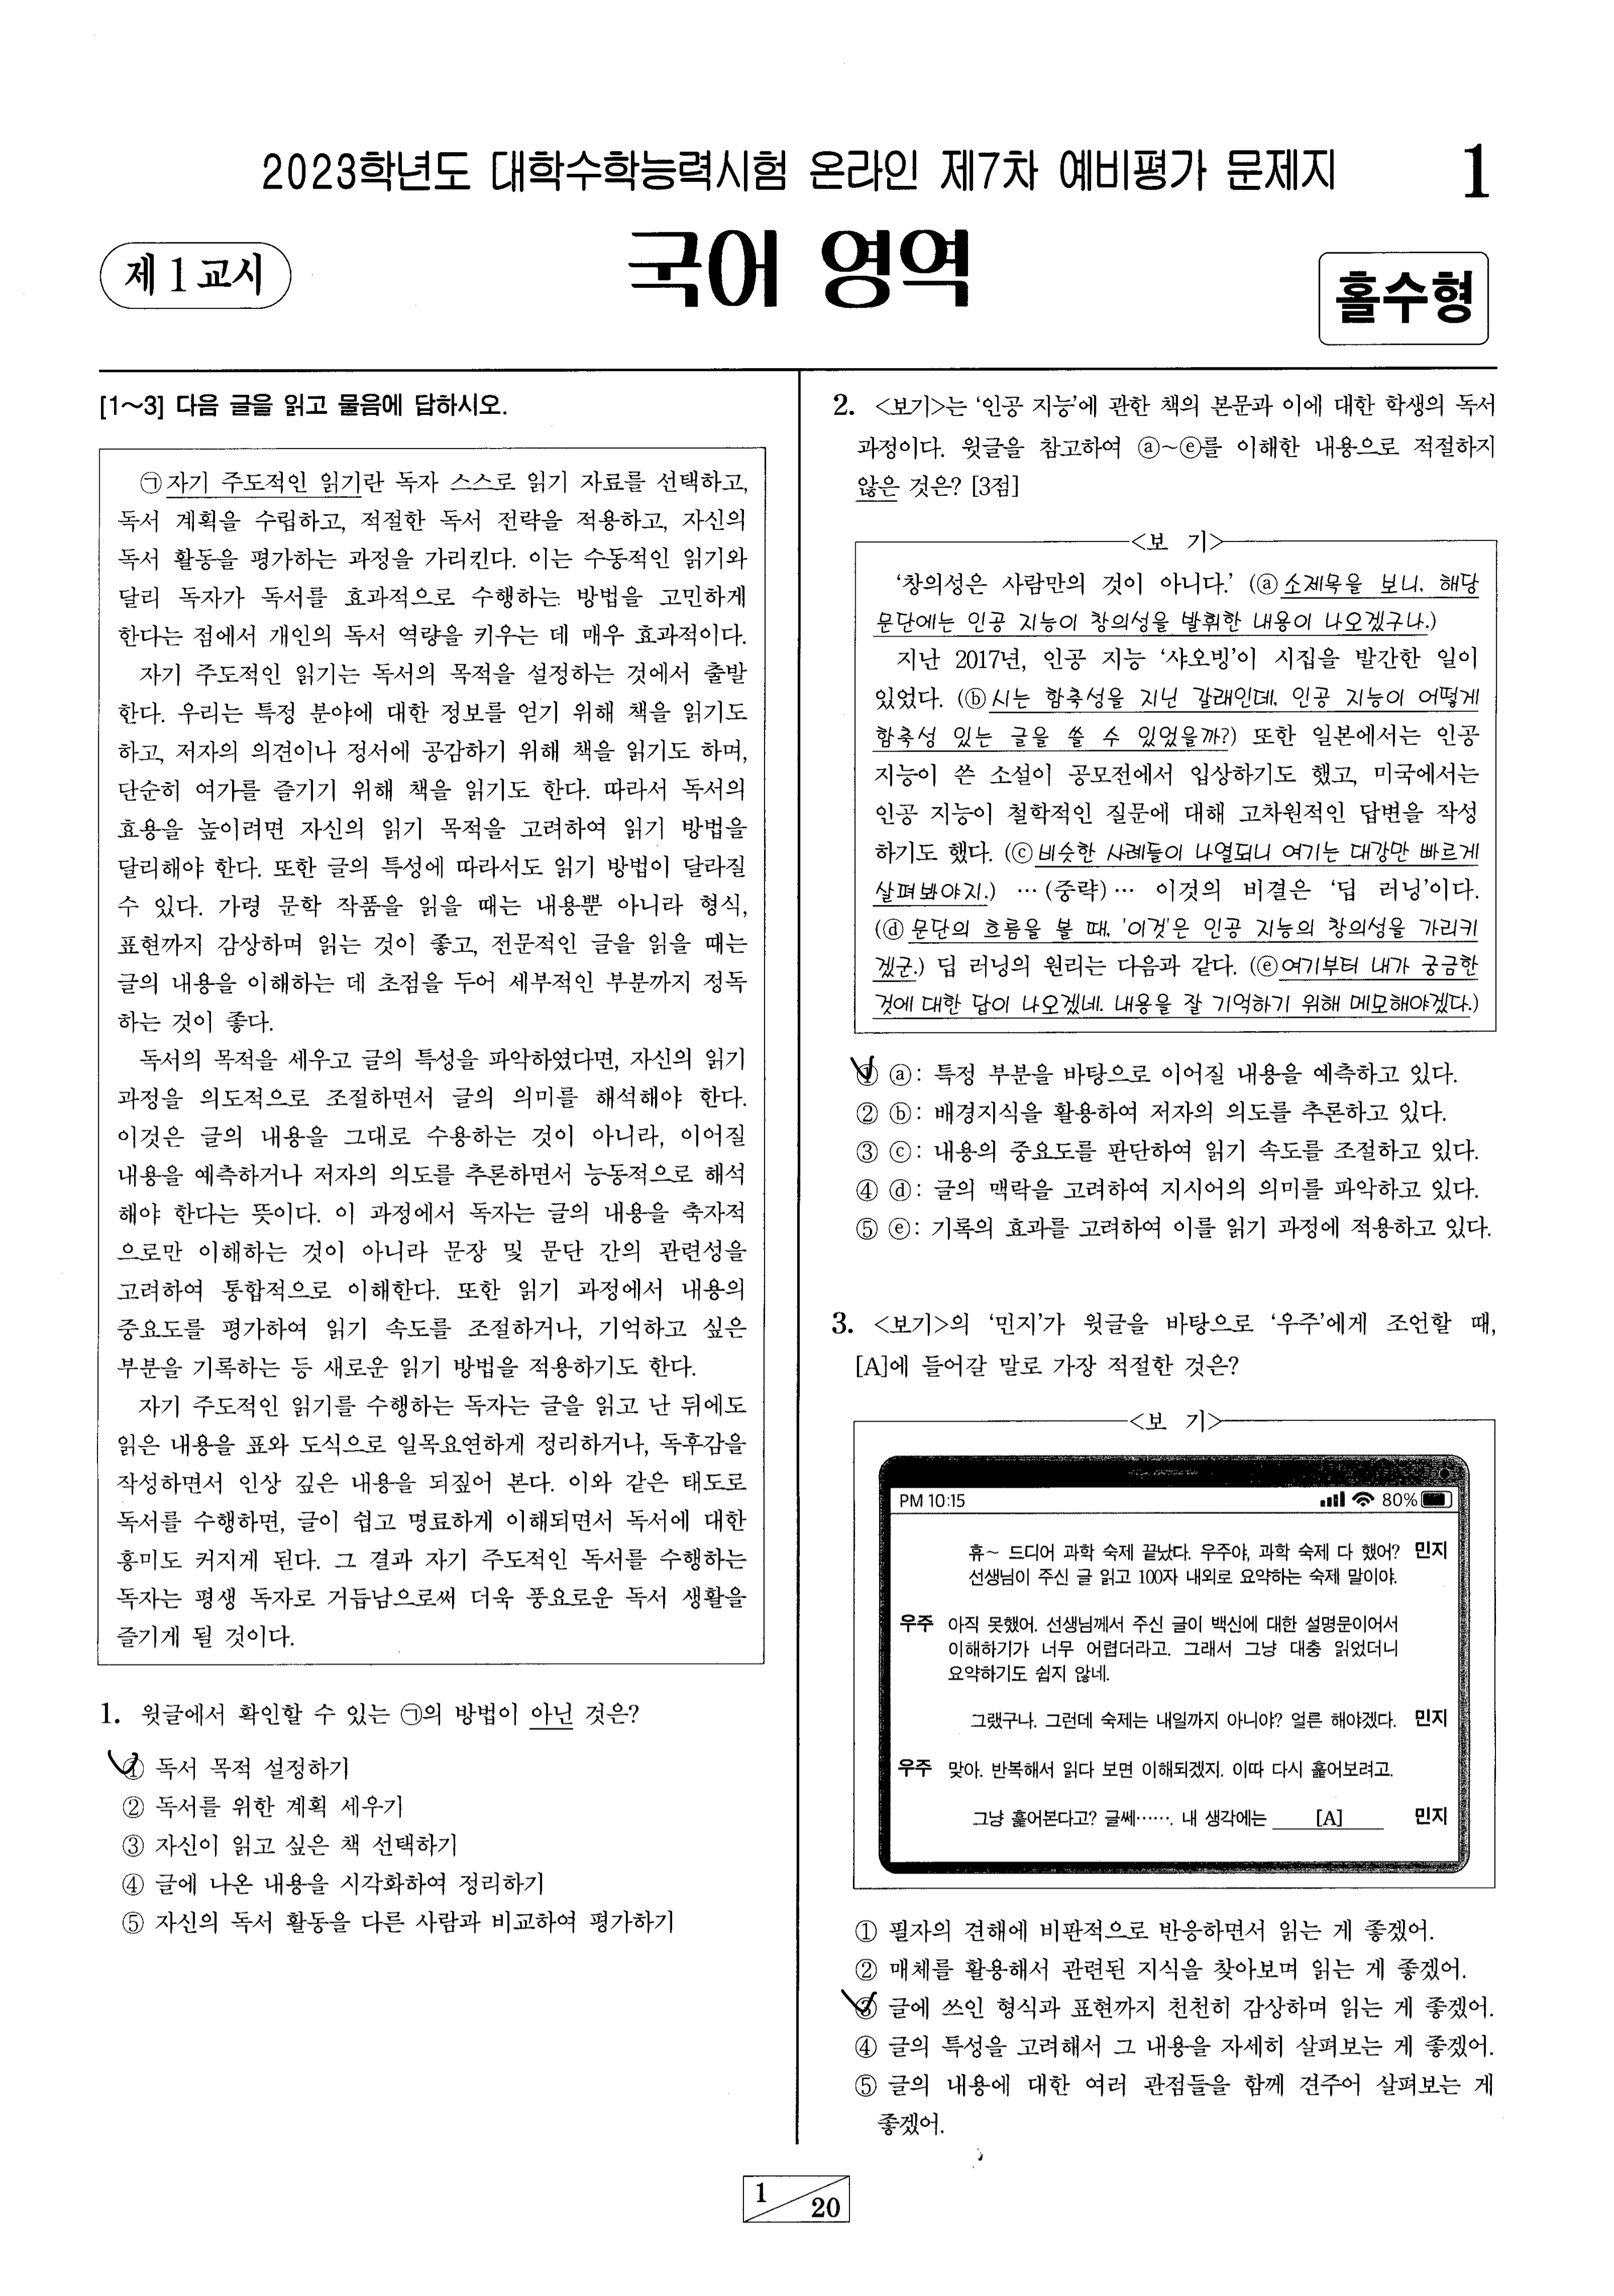 2023학년도 대학수학능력시험 온라인 제7차 예비평가 문제지
1
제 1 교시
국어 영역
홀수형
[1~3] 다음 글을 읽고 물음에 답하시오.
㉠자기 주도적인 읽기란 독자 스스로 읽기 자료를 선택하고,
독서 계획을 수립하고, 적절한 독서 전략을 적용하고, 자신의
독서 활동을 평가하는 과정을 가리킨다. 이는 수동적인 읽기와
달리 독자가 독서를 효과적으로 수행하는 방법을 고민하게
한다는 점에서 개인의 독서 역량을 키우는 데 매우 효과적이다.
자기 주도적인 읽기는 독서의 목적을 설정하는 것에서 출발
한다. 우리는 특정 분야에 대한 정보를 얻기 위해 책을 읽기도
하고, 저자의 의견이나 정서에 공감하기 위해 책을 읽기도 하며,
단순히 여가를 즐기기 위해 책을 읽기도 한다. 따라서 독서의
효용을 높이려면 자신의 읽기 목적을 고려하여 읽기 방법을
달리해야 한다. 또한 글의 특성에 따라서도 읽기 방법이 달라질
수 있다. 가령 문학 작품을 읽을 때는 내용뿐 아니라 형식,
표현까지 감상하며 읽는 것이 좋고, 전문적인 글을 읽을 때는
글의 내용을 이해하는 데 초점을 두어 세부적인 부분까지 정독
하는 것이 좋다.
독서의 목적을 세우고 글의 특성을 파악하였다면, 자신의 읽기
과정을 의도적으로 조절하면서 글의 의미를 해석해야 한다.
이것은 글의 내용을 그대로 수용하는 것이 아니라, 이어질
내용을 예측하거나 저자의 의도를 추론하면서 능동적으로 해석
해야 한다는 뜻이다. 이 과정에서 독자는 글의 내용을 축자적
으로만 이해하는 것이 아니라 문장 및 문단 간의 관련성을
고려하여 통합적으로 이해한다. 또한 읽기 과정에서 내용의
중요도를 평가하여 읽기 속도를 조절하거나, 기억하고 싶은
부분을 기록하는 등 새로운 읽기 방법을 적용하기도 한다.
자기 주도적인 읽기를 수행하는 독자는 글을 읽고 난 뒤에도
읽은 내용을 표와 도식으로 일목요연하게 정리하거나, 독후감을
작성하면서 인상 깊은 내용을 되짚어 본다. 이와 같은 태도로
독서를 수행하면, 글이 쉽고 명료하게 이해되면서 독서에 대한
흥미도 커지게 된다. 그 결과 자기 주도적인 독서를 수행하는
독자는 평생 독자로 거듭남으로써 더욱 풍요로운 독서 생활을
즐기게 될 것이다.
1. 윗글에서 확인할 수 있는 ㉠의 방법이 아닌 것은?
① 독서 목적 설정하기
② 독서를 위한 계획 세우기
③ 자신이 읽고 싶은 책 선택하기
④ 글에 나온 내용을 시각화하여 정리하기
⑤ 자신의 독서 활동을 다른 사람과 비교하여 평가하기
2. <보기>는 '인공 지능'에 관한 책의 본문과 이에 대한 학생의 독서
과정이다. 윗글을 참고하여 ⓐ~ⓔ를 이해한 내용으로 적절하지
않은 것은? [3점]
<보 기>
'창의성은 사람만의 것이 아니다.' (ⓐ소제목을 보니, 해당
문단에는 인공 지능이 창의성을 발휘한 내용이 나오겠구나.)
지난 2017년, 인공 지능 '샤오빙'이 시집을 발간한 일이
있었다. (ⓑ시는 함축성을 지닌 갈래인데, 인공 지능이 어떻게
함축성 있는 글을 쓸 수 있었을까?) 또한 일본에서는 인공
지능이 쓴 소설이 공모전에서 입상하기도 했고, 미국에서는
인공 지능이 철학적인 질문에 대해 고차원적인 답변을 작성
하기도 했다. (ⓒ비슷한 사례들이 나열되니 여기는 대강만 빠르게
살펴봐야지.) … (중략) … 이것의 비결은 '딥 러닝'이다.
(ⓓ문단의 흐름을 볼 때, '이것'은 인공 지능의 창의성을 가리키
겠군.) 딥 러닝의 원리는 다음과 같다. (ⓔ여기부터 내가 궁금한
것에 대한 답이 나오겠네. 내용을 잘 기억하기 위해 메모해야겠다.)
① ⓐ: 특정 부분을 바탕으로 이어질 내용을 예측하고 있다.
② ⓑ: 배경지식을 활용하여 저자의 의도를 추론하고 있다.
③ ⓒ: 내용의 중요도를 판단하여 읽기 속도를 조절하고 있다.
④ ⓓ: 글의 맥락을 고려하여 지시어의 의미를 파악하고 있다.
⑤ ⓔ: 기록의 효과를 고려하여 이를 읽기 과정에 적용하고 있다.
3. <보기>의 '민지'가 윗글을 바탕으로 '우주'에게 조언할 때,
[A]에 들어갈 말로 가장 적절한 것은?
<보 기>
PM 10:15 80%
휴~ 드디어 과학 숙제 끝났다. 우주야, 과학 숙제 다 했어? 민지
선생님이 주신 글 읽고 100자 내외로 요약하는 숙제 말이야.
우주 아직 못했어. 선생님께서 주신 글이 백신에 대한 설명문이어서
이해하기가 너무 어렵더라고. 그래서 그냥 대충 읽었더니
요약하기도 쉽지 않네.
그랬구나. 그런데 숙제는 내일까지 아니야? 얼른 해야겠다. 민지
우주 맞아. 반복해서 읽다 보면 이해되겠지. 이따 다시 훑어보려고.
그냥 훑어본다고? 글쎄……. 내 생각에는 [A] 민지
① 필자의 견해에 비판적으로 반응하면서 읽는 게 좋겠어.
② 매체를 활용해서 관련된 지식을 찾아보며 읽는 게 좋겠어.
③ 글에 쓰인 형식과 표현까지 천천히 감상하며 읽는 게 좋겠어.
④ 글의 특성을 고려해서 그 내용을 자세히 살펴보는 게 좋겠어.
⑤ 글의 내용에 대한 여러 관점들을 함께 견주어 살펴보는 게
좋겠어.
1
20